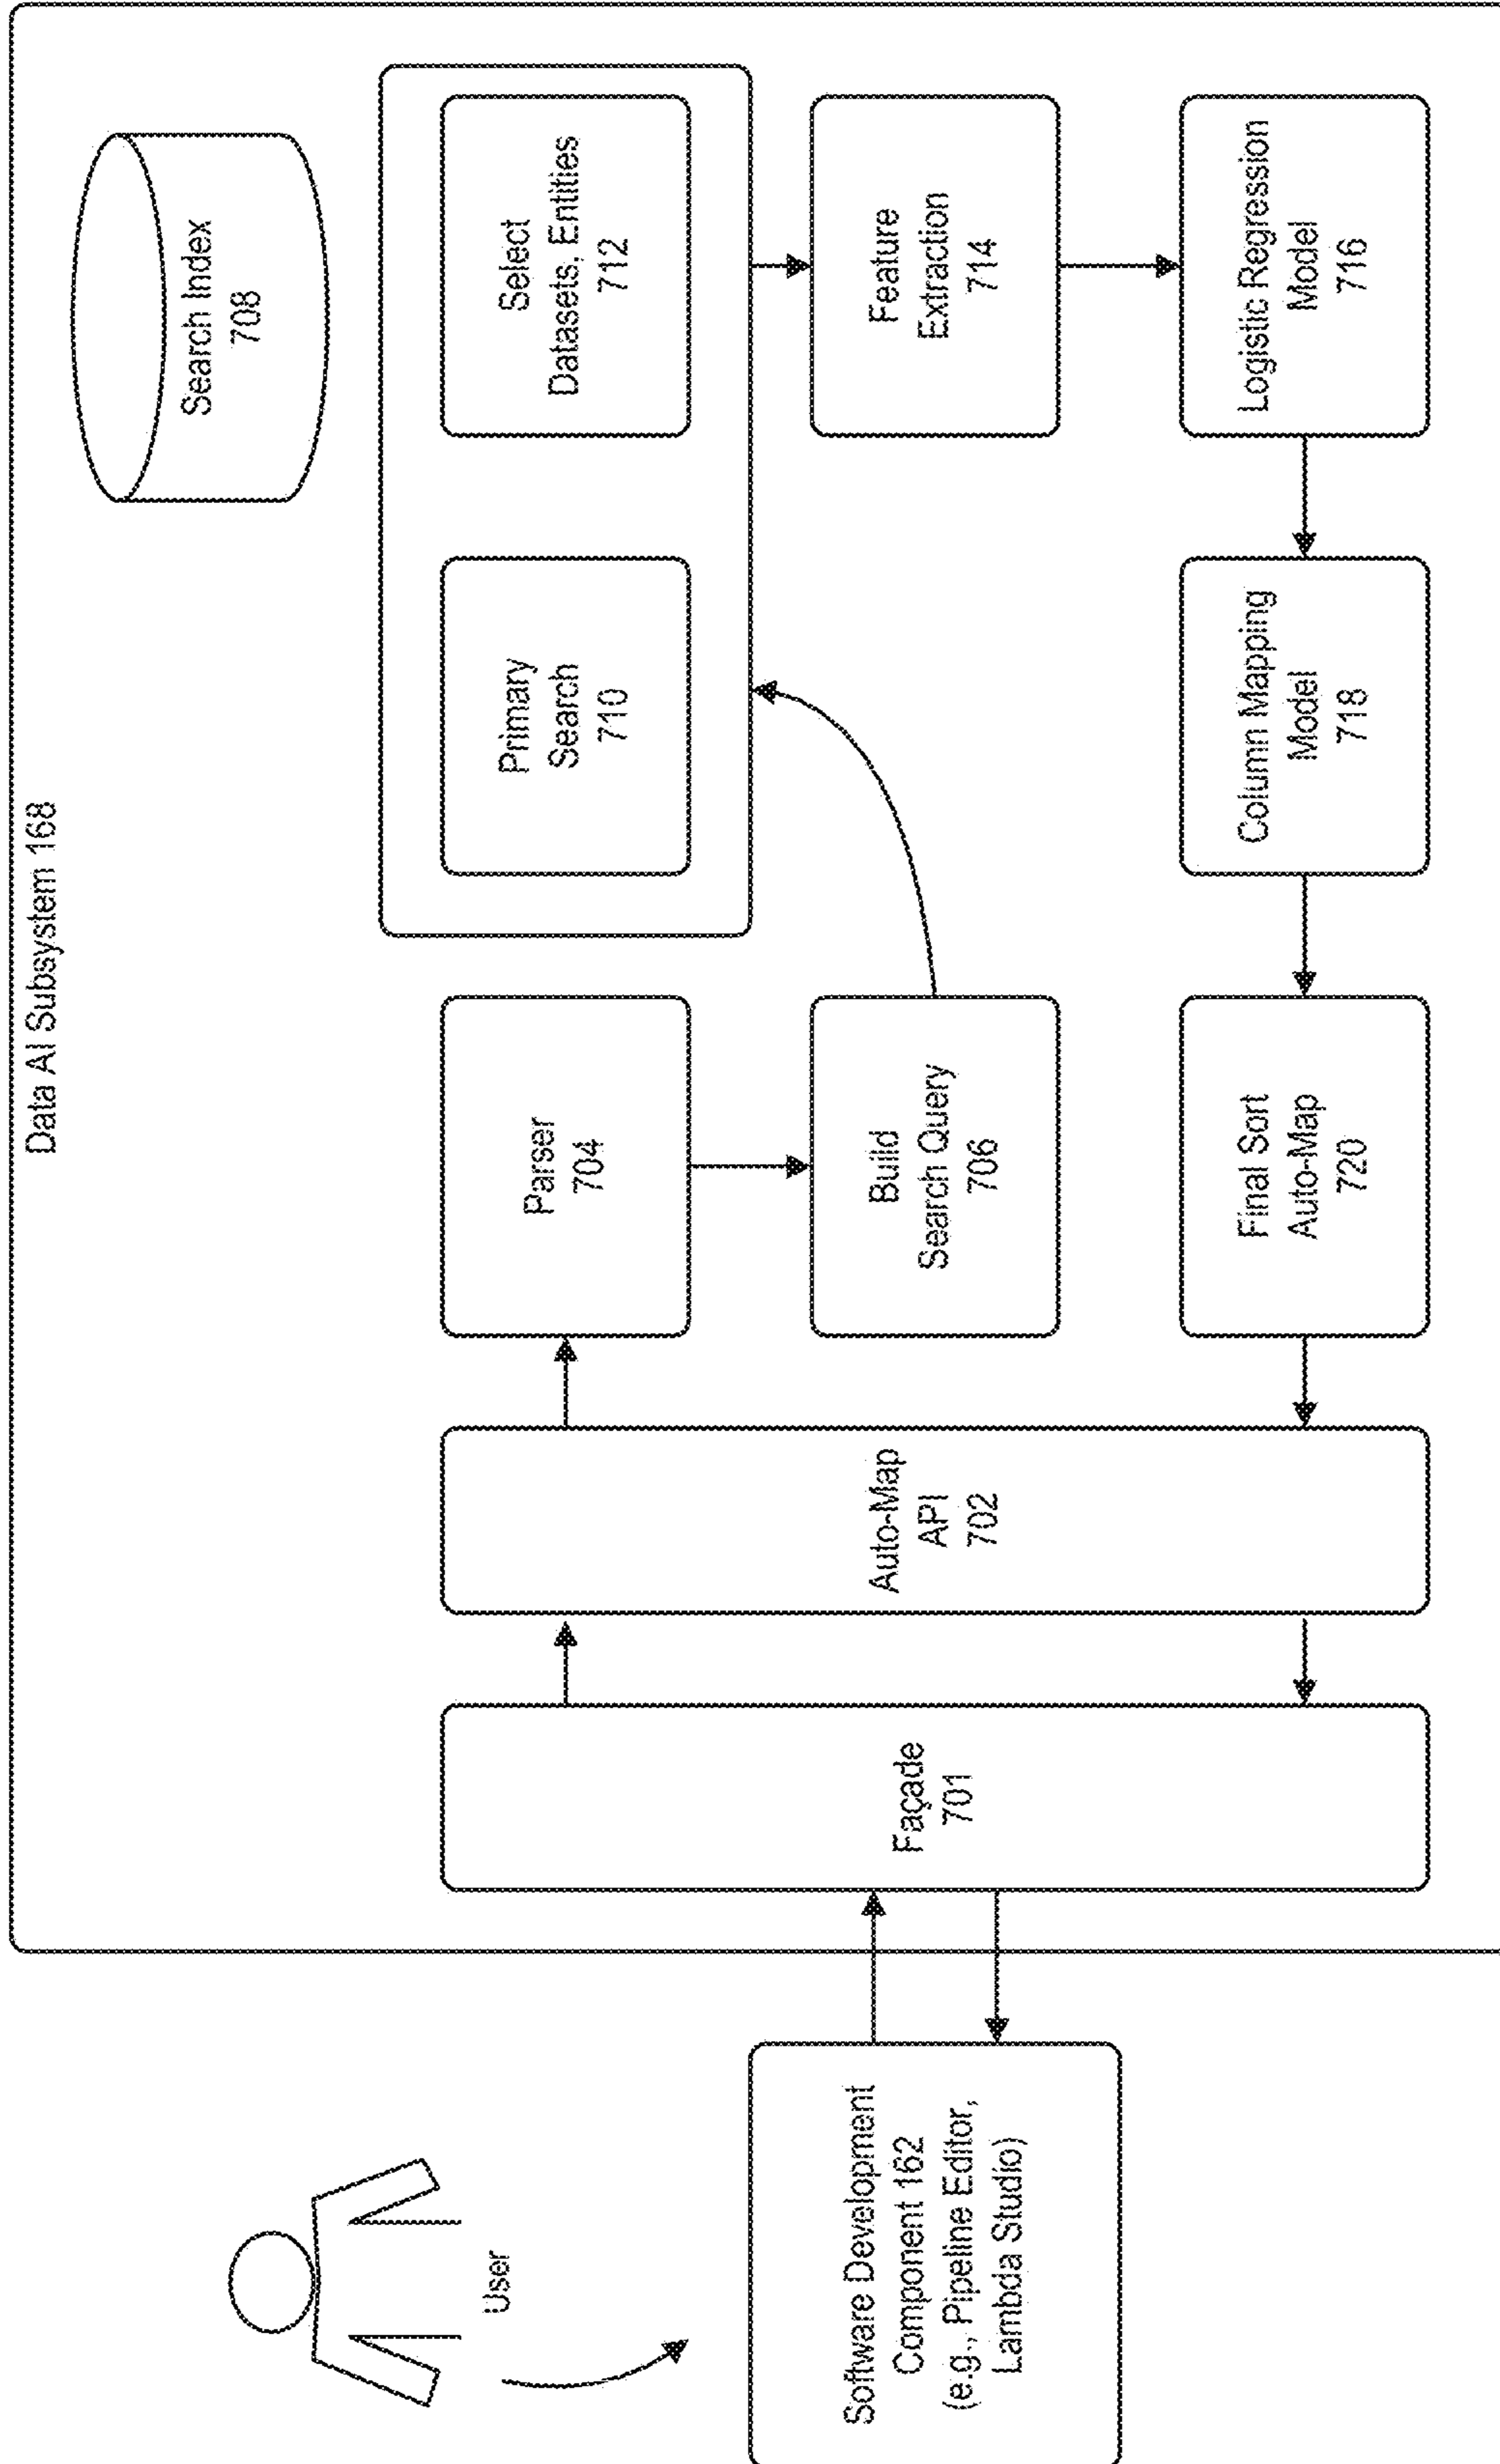 Data AI Subsystem 168
User
Software Development
Component 162
(e.g., Pipeline Editor,
Lambda Studio)
Façade
701
Auto-Map
API
702
Parser
704
Build
Search Query
706
Search Index
708
Primary
Search
710
Select
Datasets, Entities
712
Feature
Extraction
714
Logistic Regression
Model
716
Column Mapping
Model
718
Final Sort
Auto-Map
720